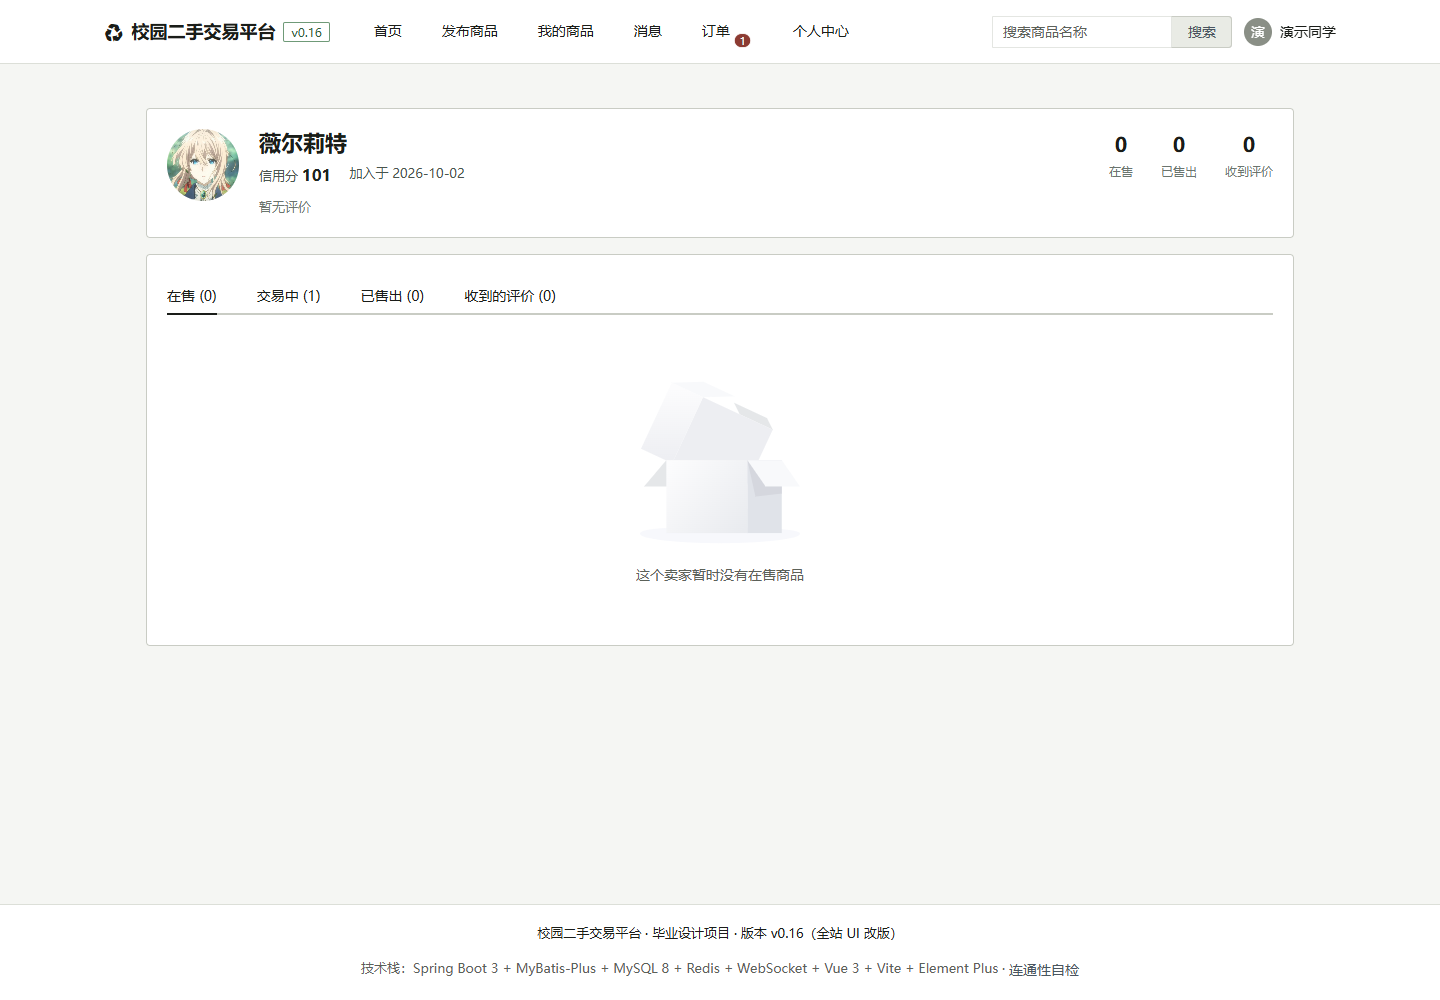 校园二手交易平台 v0.16 首页 发布商品 我的商品 消息 订单 1 个人中心 搜索商品名称 搜索 演 演示同学
薇尔莉特
信用分 101 加入于 2026-10-02
暂无评价
0 0 0
在售 已售出 收到评价
在售 (0) 交易中 (1) 已售出 (0) 收到的评价 (0)
这个卖家暂时没有在售商品
校园二手交易平台 · 毕业设计项目 · 版本 v0.16（全站 UI 改版）
技术栈：Spring Boot 3 + MyBatis-Plus + MySQL 8 + Redis + WebSocket + Vue 3 + Vite + Element Plus · 连通性自检